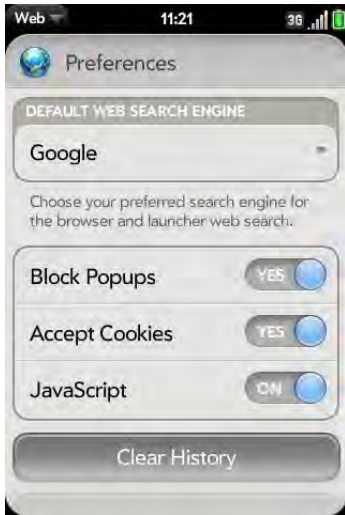 Web 11:21 3G
Preferences
DEFAULT WEB SEARCH ENGINE
Google
Choose your preferred search engine for
the browser and launcher web search.
Block Popups YES
Accept Cookies YES
JavaScript ON
Clear History